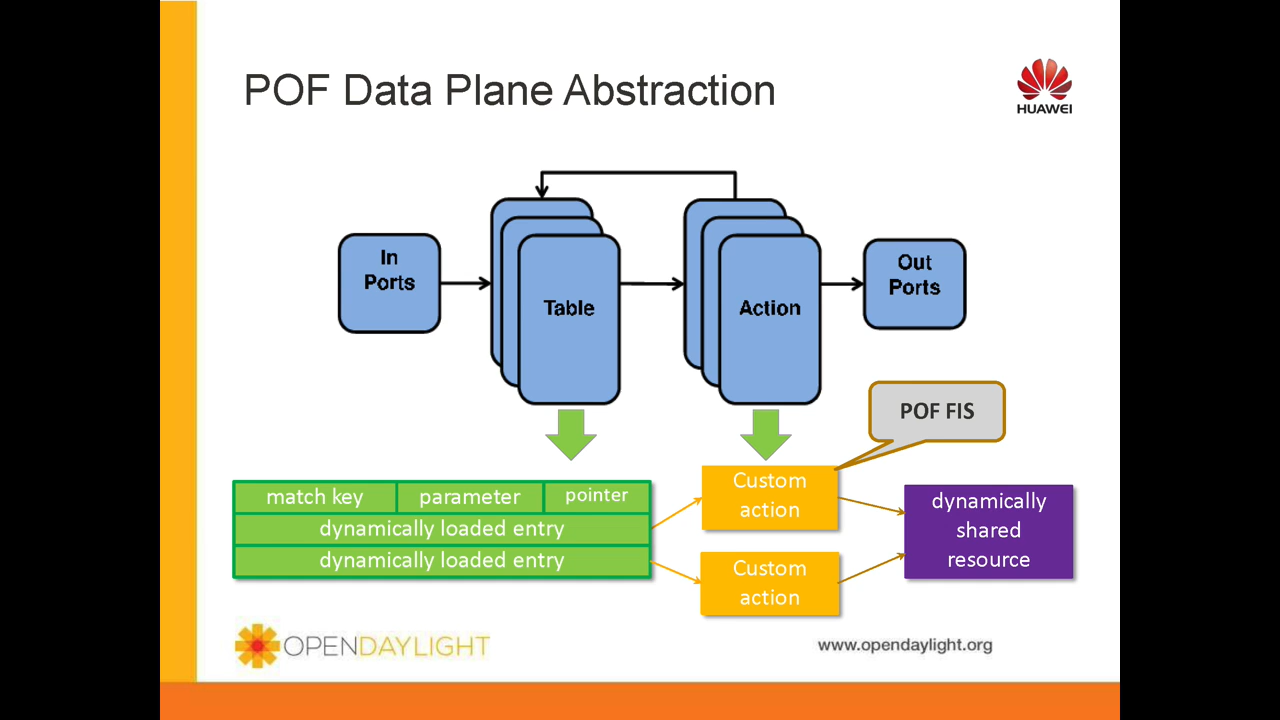 POF Data Plane Abstraction
HUAWEI
In
Ports
Table
Action
Out
Ports
POF FIS
match key
parameter
pointer
dynamically loaded entry
dynamically loaded entry
Custom
action
Custom
action
dynamically
shared
resource
OPENDAYLIGHT
www.opendaylight.org